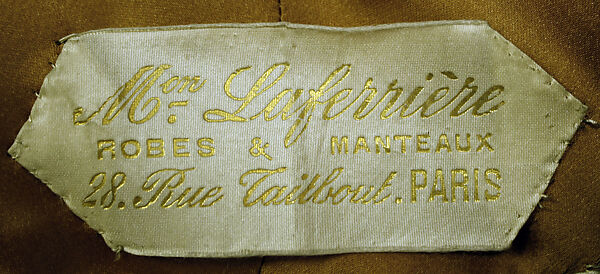 Mon. Laferrière
ROBES & MANTEAUX
28. Rue Taitbout. PARIS